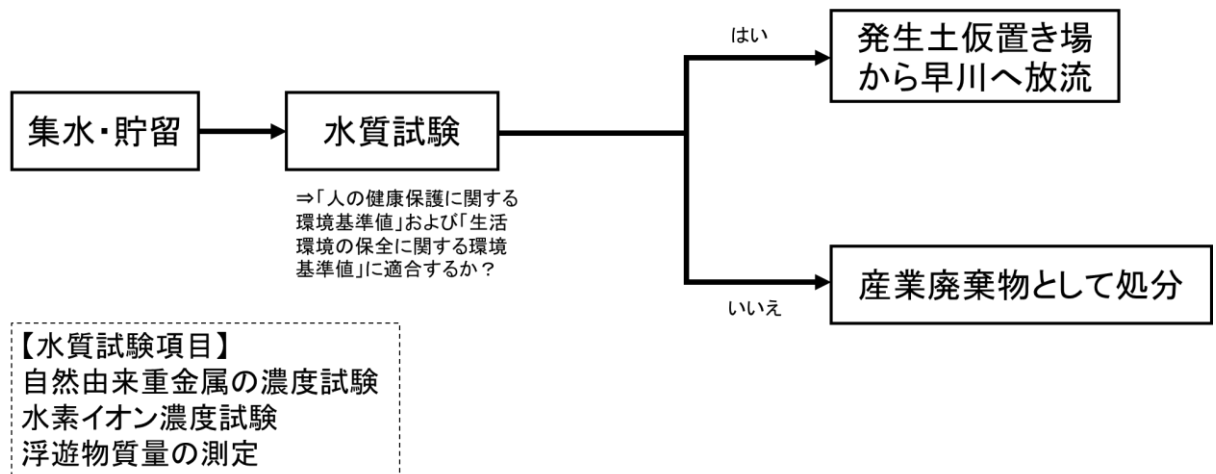 集水・貯留
水質試験
⇒「人の健康保護に関する
環境基準値」および「生活
環境の保全に関する環境
基準値」に適合するか？
はい
発生土仮置き場
から早川へ放流
いいえ
産業廃棄物として処分
【水質試験項目】
自然由来重金属の濃度試験
水素イオン濃度試験
浮遊物質量の測定